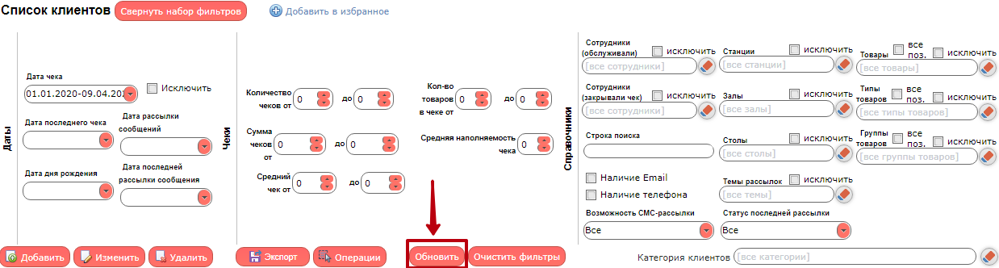 Список клиентов
Свернуть набор фильтров
Добавить в избранное
Даты
Дата чека
01.01.2020-09.04.202
Исключить
Дата последнего чека
Дата рассылки
сообщений
Дата дня рождения
Дата последней
рассылки сообщения
Чеки
Количество
чеков от
0
до
0
Кол-во
товаров
в чеке от
0
до
0
Сумма
чеков
от
0
до
0
Средняя наполняемость
чека
0
Средний
чек от
0
до
0
Справочники
Сотрудники
(обслуживали)
исключить
[все сотрудники]
Станции
исключить
[все станции]
Товары
все
поз.
исключить
[все товары]
Сотрудники
(закрывали чек)
исключить
[все сотрудники]
Залы
исключить
[все залы]
Типы
товаров
все
поз.
исключить
[все типы товаров]
Строка поиска
Столы
исключить
[все столы]
Группы
товаров
все
поз.
исключить
[все группы товаров]
Наличие Email
Наличие телефона
Темы рассылок
исключить
[все темы]
Возможность СМС-рассылки
Все
Статус последней рассылки
Все
Добавить
Изменить
Удалить
Экспорт
Операции
Обновить
Очистить фильтры
Категория клиентов
[все категории]